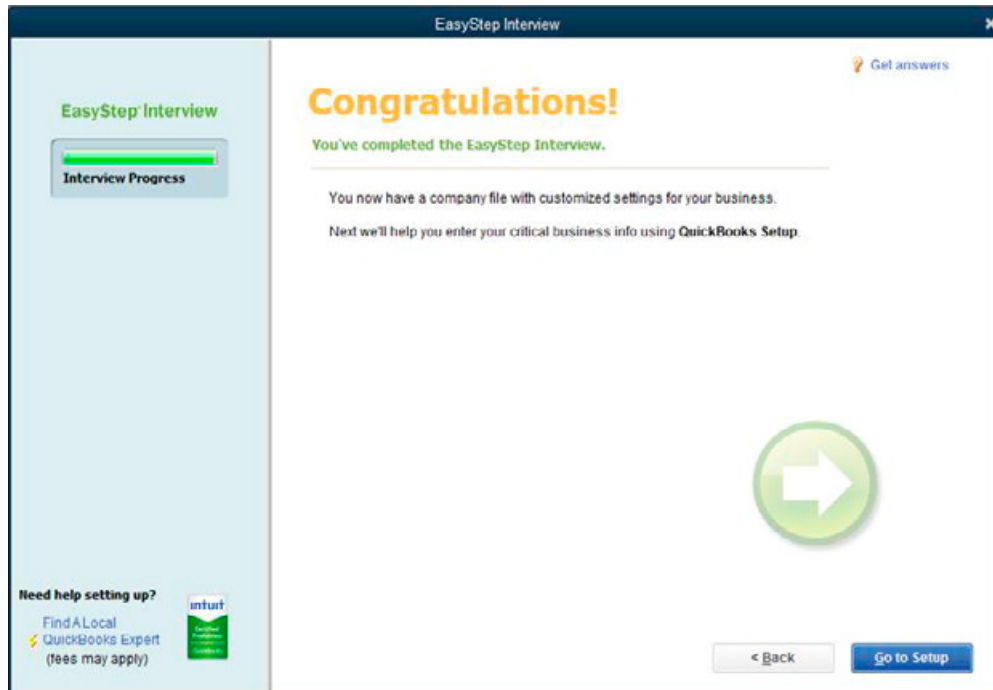 EasyStep Interview
Get answers
EasyStep Interview
Interview Progress
Congratulations!
You've completed the EasyStep Interview.
You now have a company file with customized settings for your business.
Next we'll help you enter your critical business info using QuickBooks Setup.
Need help setting up?
Find A Local
QuickBooks Expert
(fees may apply)
intuit
< Back
Go to Setup